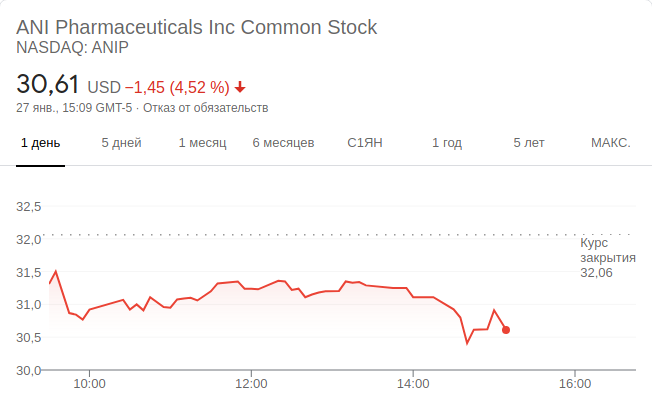 ANI Pharmaceuticals Inc Common Stock
NASDAQ: ANIP
30,61 USD −1,45 (4,52 %)
27 янв., 15:09 GMT-5 · Отказ от обязательств
1 день 5 дней 1 месяц 6 месяцев С1ЯН 1 год 5 лет МАКС.
32,5
32,0
Курс
закрытия
32,06
31,5
31,0
30,5
30,0
10:00 12:00 14:00 16:00